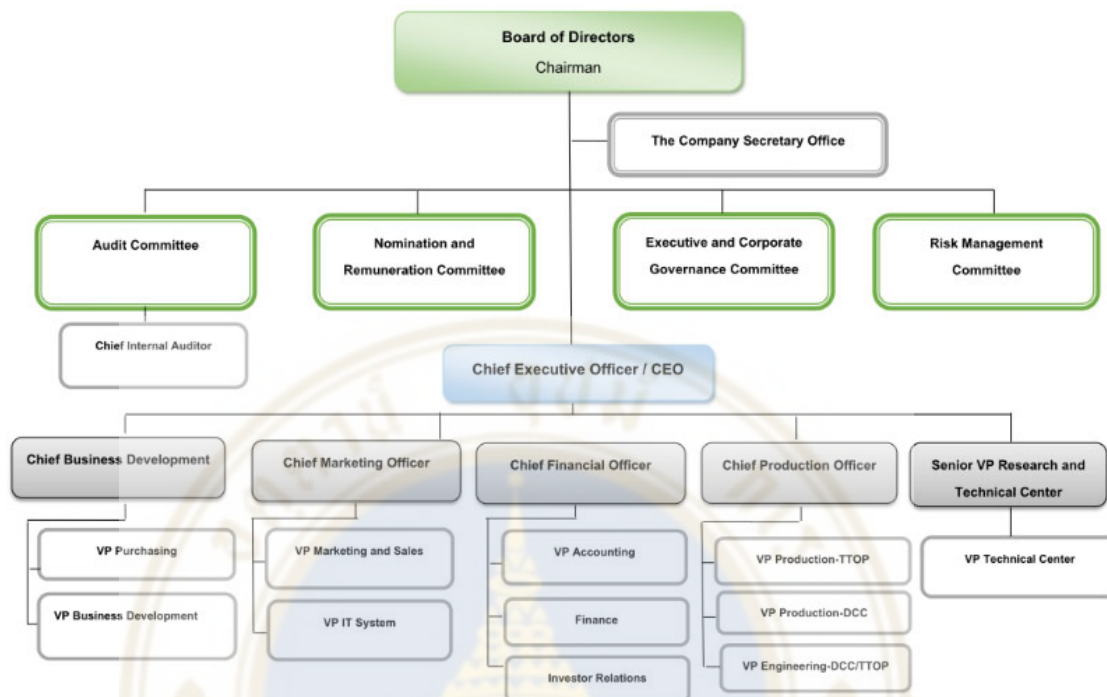 Board of Directors
Chairman
The Company Secretary Office
Audit Committee
Nomination and
Remuneration Committee
Executive and Corporate
Governance Committee
Risk Management
Committee
Chief Internal Auditor
Chief Executive Officer / CEO
Chief Business Development
Chief Marketing Officer
Chief Financial Officer
Chief Production Officer
Senior VP Research and
Technical Center
VP Purchasing
VP Business Development
VP Marketing and Sales
VP IT System
VP Accounting
Finance
Investor Relations
VP Production-TTOP
VP Production-DCC
VP Engineering-DCC/TTOP
VP Technical Center